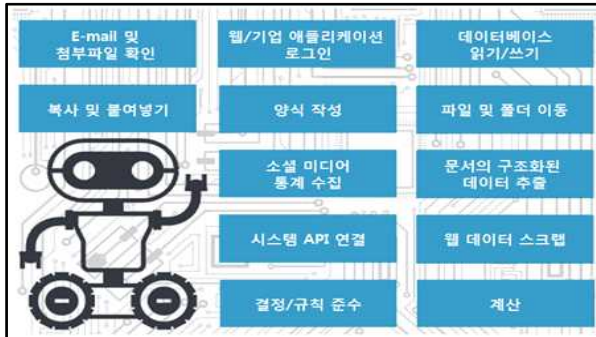 E-mail 및
첨부파일 확인
웹/기업 애플리케이션
로그인
데이터베이스
읽기/쓰기
복사 및 붙여넣기
양식 작성
파일 및 폴더 이동
소셜 미디어
통계 수집
문서의 구조화된
데이터 추출
시스템 API 연결
웹 데이터 스크랩
결정/규칙 준수
계산